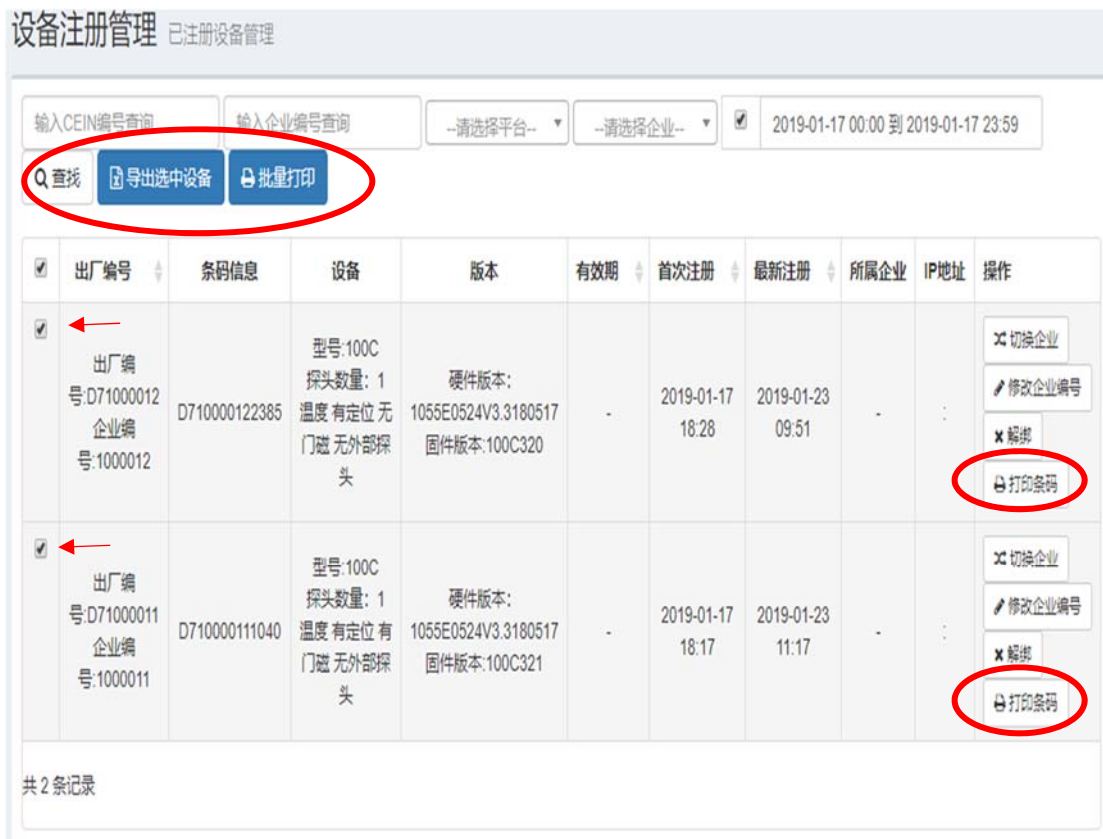 设备注册管理 已注册设备管理
输入CEIN编号查询 输入企业编号查询 --请选择平台-- --请选择企业-- 2019-01-17 00:00 到 2019-01-17 23:59
查找 导出选中设备 批量打印
出厂编号 条码信息 设备 版本 有效期 首次注册 最新注册 所属企业 IP地址 操作
出厂编
号:D71000012
企业编
号:1000012
D710000122385
型号:100C
探头数量：1
温度 有定位 无
门磁 无外部探
头
硬件版本：
1055E0524V3.3180517
固件版本:100C320
-
2019-01-17
18:28
2019-01-23
09:51
-
:
切换企业
修改企业编号
解绑
打印条码
出厂编
号:D71000011
企业编
号:1000011
D710000111040
型号:100C
探头数量：1
温度 有定位 有
门磁 无外部探
头
硬件版本：
1055E0524V3.3180517
固件版本:100C321
-
2019-01-17
18:17
2019-01-23
11:17
-
:
切换企业
修改企业编号
解绑
打印条码
共 2 条记录